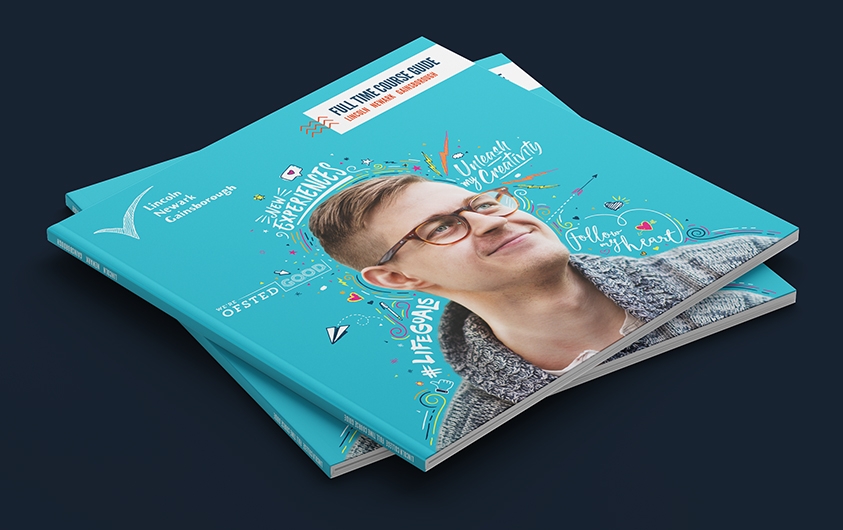 FULL TIME COURSE GUIDE
LINCOLN NEWARK GAINSBOROUGH
Lincoln
Newark
Gainsborough
NEW
EXPERIENCES
Unleash
my Creativity
Follow
my heart
WE'RE
OFSTED GOOD
#LIFEGOALS